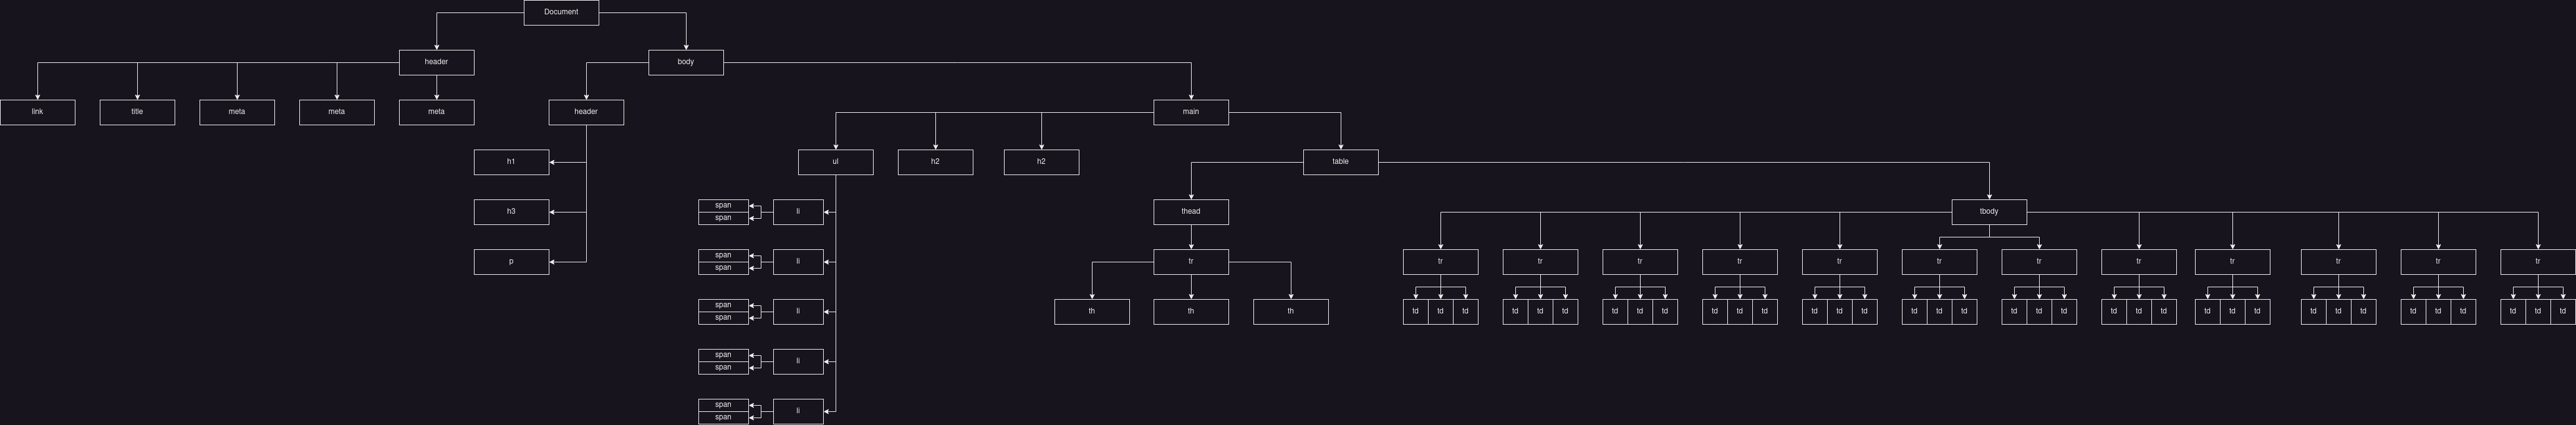 Document
header body
link title meta meta meta header main
h1 ul h2 h2 table
h3 span li thead tbody
span
p span li tr tr tr tr tr tr tr tr tr tr tr tr tr
span
span li th th th td td td td td td td td td td td td td td td td td td td td td td td td td td td td td td td td td td td td
span
span li
span
span li
span